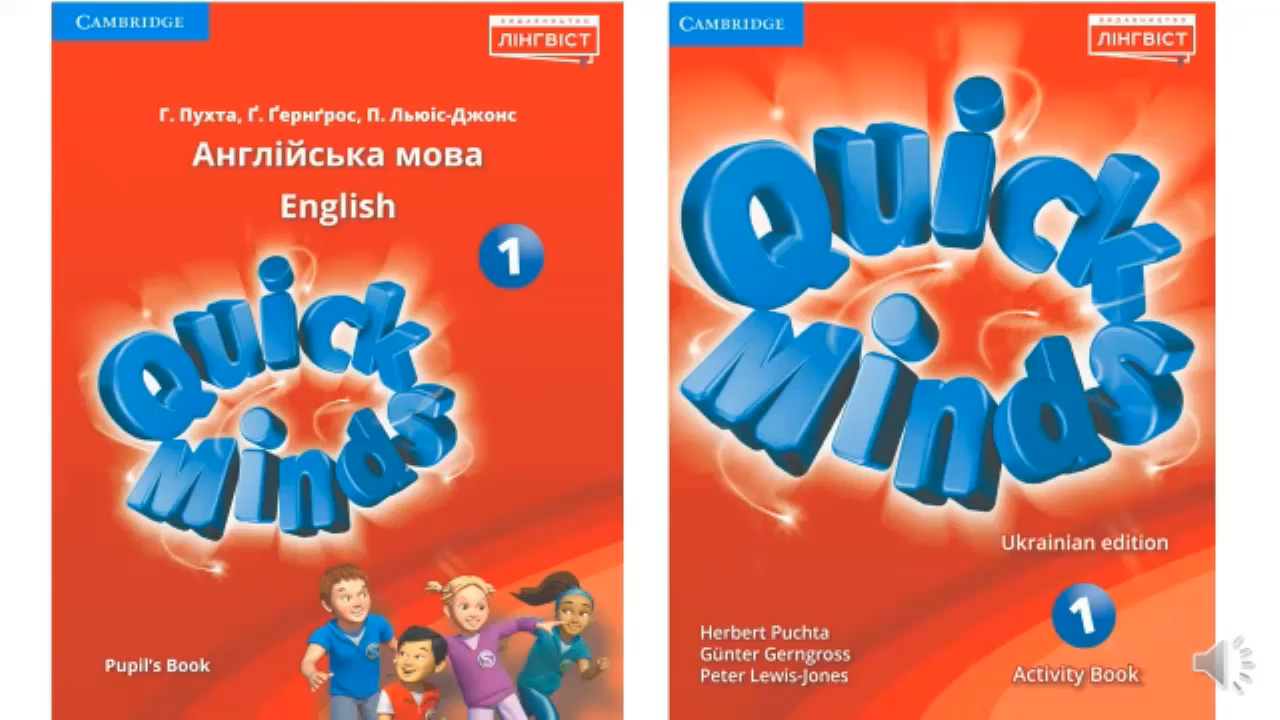 CAMBRIDGE
ВИДАВНИЦТВО
ЛІНГВІСТ
Г. Пухта, Ґ. Ґернґрос, П. Льюіс-Джонс
Англійська мова
English
1
Quick
Minds
Pupil's Book
CAMBRIDGE
ВИДАВНИЦТВО
ЛІНГВІСТ
Quick
Minds
Ukrainian edition
1
Herbert Puchta
Günter Gerngross
Peter Lewis-Jones
Activity Book